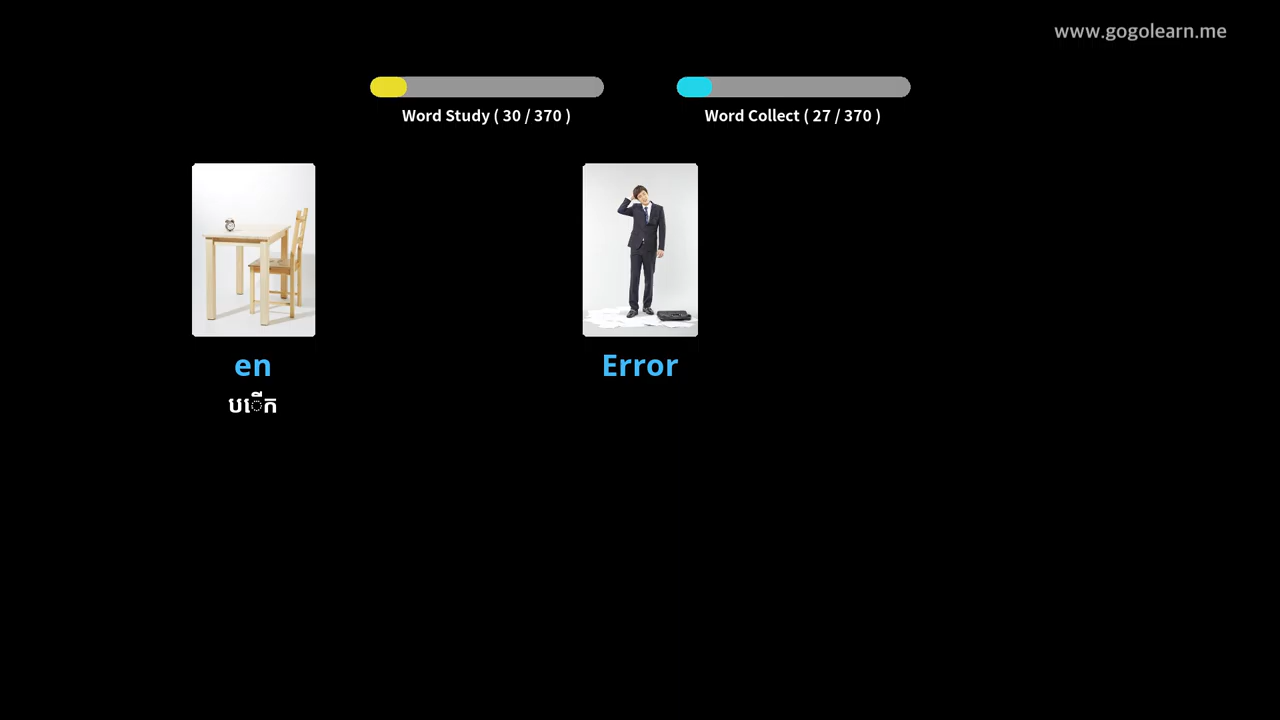 www.gogolearn.me
Word Study ( 30 / 370 )
Word Collect ( 27 / 370 )
en
Error
បើក